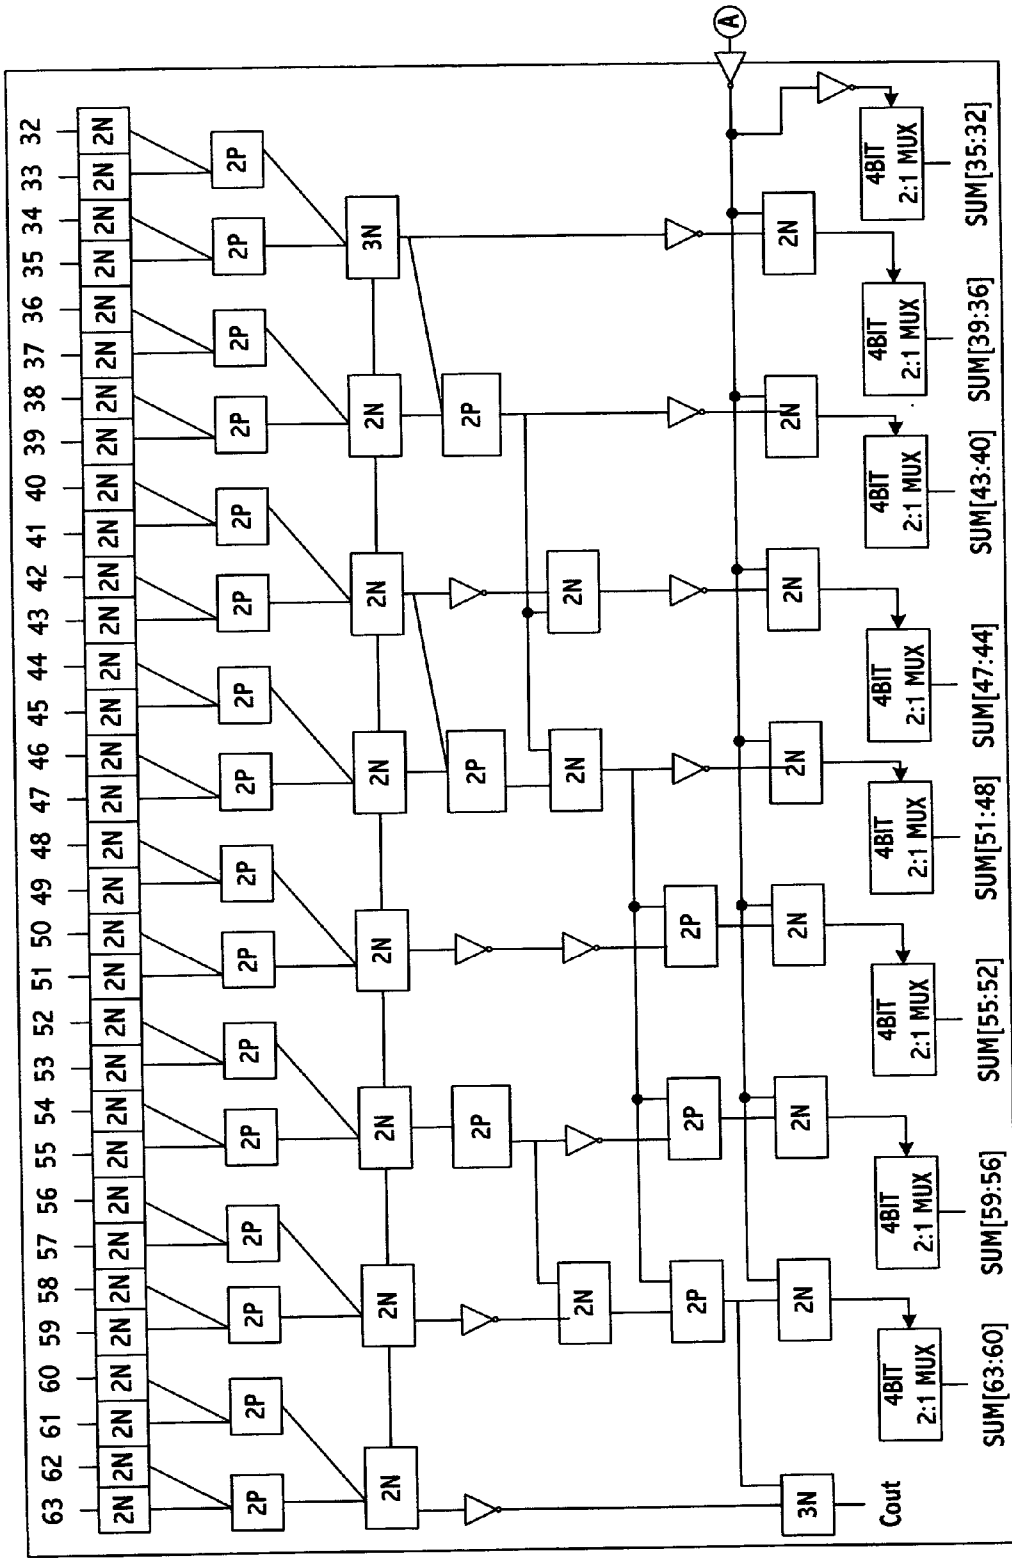 63 62 61 60 59 58 57 56 55 54 53 52 51 50 49 48 47 46 45 44 43 42 41 40 39 38 37 36 35 34 33 32
2N 2N 2N 2N 2N 2N 2N 2N 2N 2N 2N 2N 2N 2N 2N 2N 2N 2N 2N 2N 2N 2N 2N 2N 2N 2N 2N 2N 2N 2N 2N 2N
2P 2P 2P 2P 2P 2P 2P 2P 2P 2P 2P 2P 2P 2P 2P 2P
2N 2N 2N 2N 2N 2N 2N 3N
2P 2P 2P
2N 2N 2N
2P 2P 2P
A
3N 2N 2N 2N 2N 2N 2N 2N
4BIT 4BIT 4BIT 4BIT 4BIT 4BIT 4BIT 4BIT
2:1 MUX 2:1 MUX 2:1 MUX 2:1 MUX 2:1 MUX 2:1 MUX 2:1 MUX 2:1 MUX
Cout
SUM[63:60] SUM[59:56] SUM[55:52] SUM[51:48] SUM[47:44] SUM[43:40] SUM[39:36] SUM[35:32]